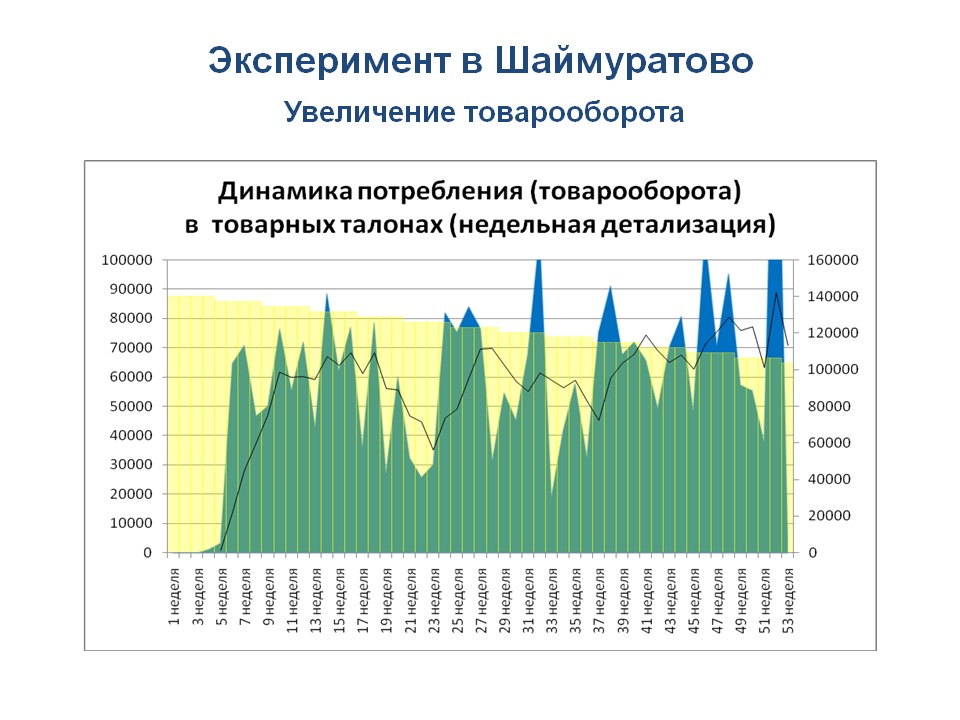 Эксперимент в Шаймуратово
Увеличение товарооборота
Динамика потребления (товарооборота)
в товарных талонах (недельная детализация)
100000
90000
80000
70000
60000
50000
40000
30000
20000
10000
0
160000
140000
120000
100000
80000
60000
40000
20000
0
1 неделя
3 неделя
5 неделя
7 неделя
9 неделя
11 неделя
13 неделя
15 неделя
17 неделя
19 неделя
21 неделя
23 неделя
25 неделя
27 неделя
29 неделя
31 неделя
33 неделя
35 неделя
37 неделя
39 неделя
41 неделя
43 неделя
45 неделя
47 неделя
49 неделя
51 неделя
53 неделя